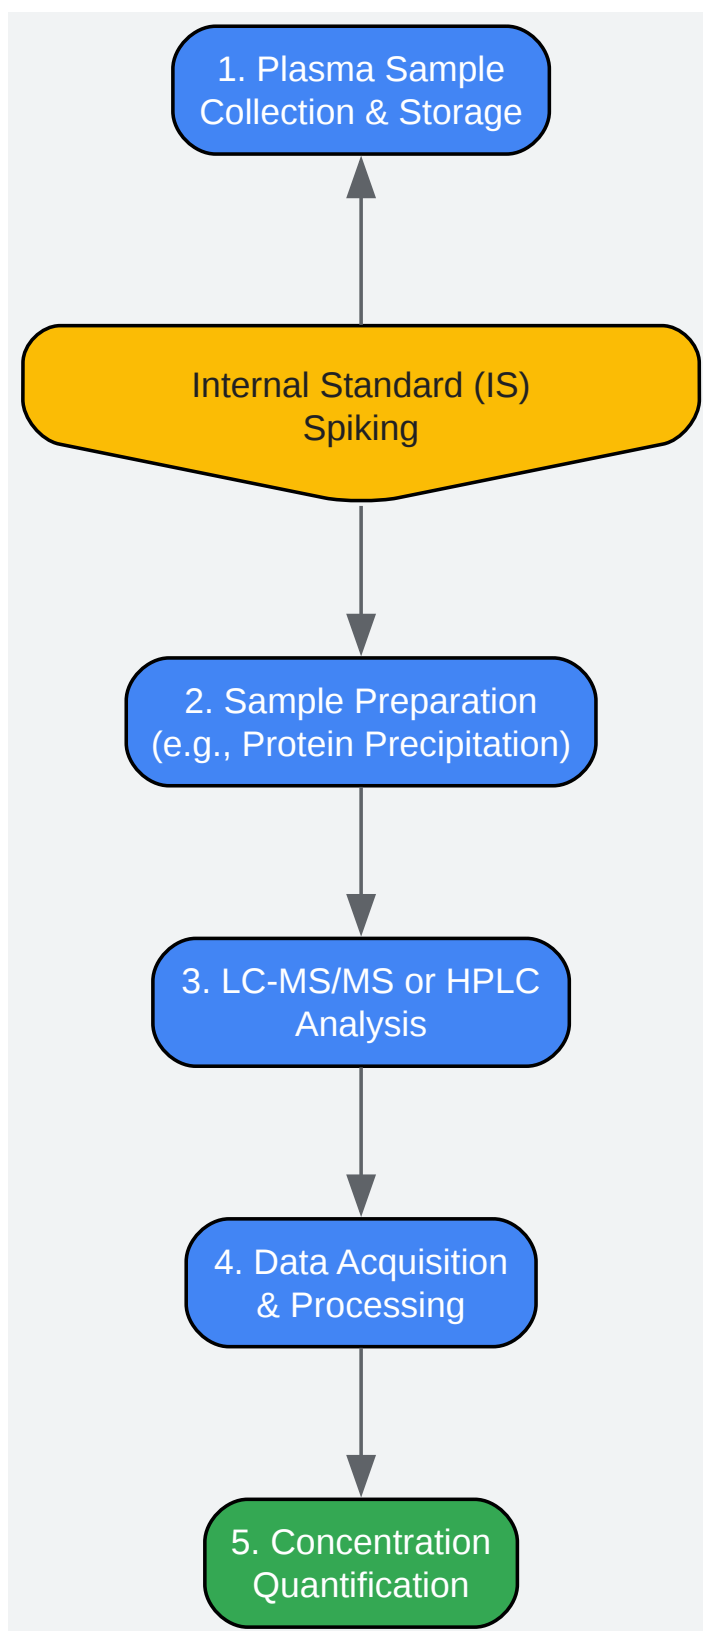 1. Plasma Sample
Collection & Storage
Internal Standard (IS)
Spiking
2. Sample Preparation
(e.g., Protein Precipitation)
3. LC-MS/MS or HPLC
Analysis
4. Data Acquisition
& Processing
5. Concentration
Quantification